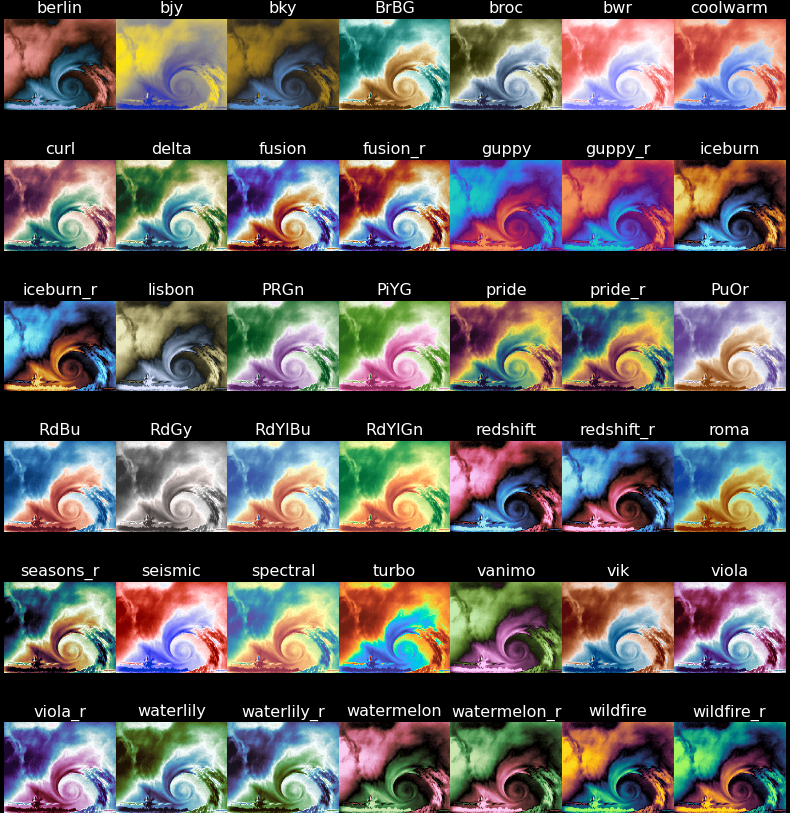 berlin bjy bky BrBG broc bwr coolwarm
curl delta fusion fusion_r guppy guppy_r iceburn
iceburn_r lisbon PRGn PiYG pride pride_r PuOr
RdBu RdGy RdYlBu RdYlGn redshift redshift_r roma
seasons_r seismic spectral turbo vanimo vik viola
viola_r waterlily waterlily_r watermelon watermelon_r wildfire wildfire_r